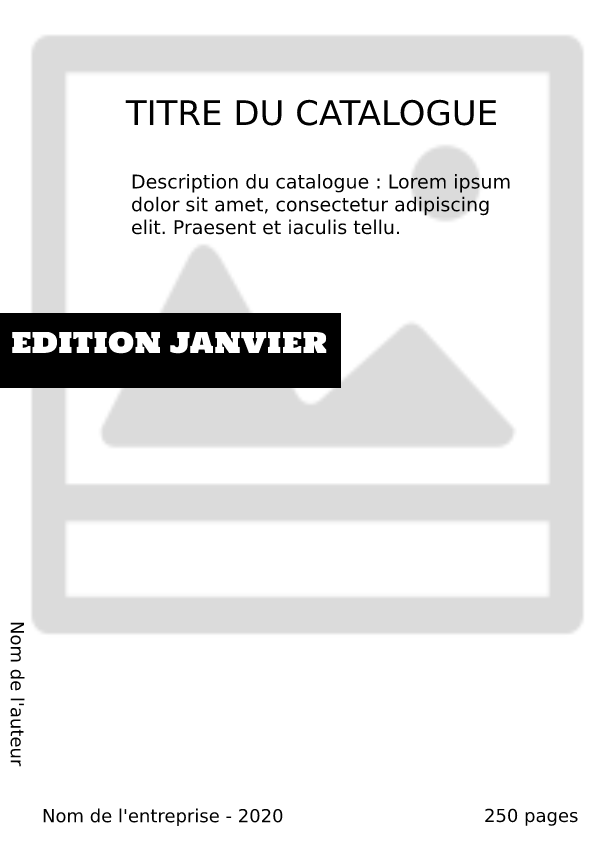 TITRE DU CATALOGUE
Description du catalogue : Lorem ipsum
dolor sit amet, consectetur adipiscing
elit. Praesent et iaculis tellu.
EDITION JANVIER
Nom de l'auteur
Nom de l'entreprise - 2020
250 pages